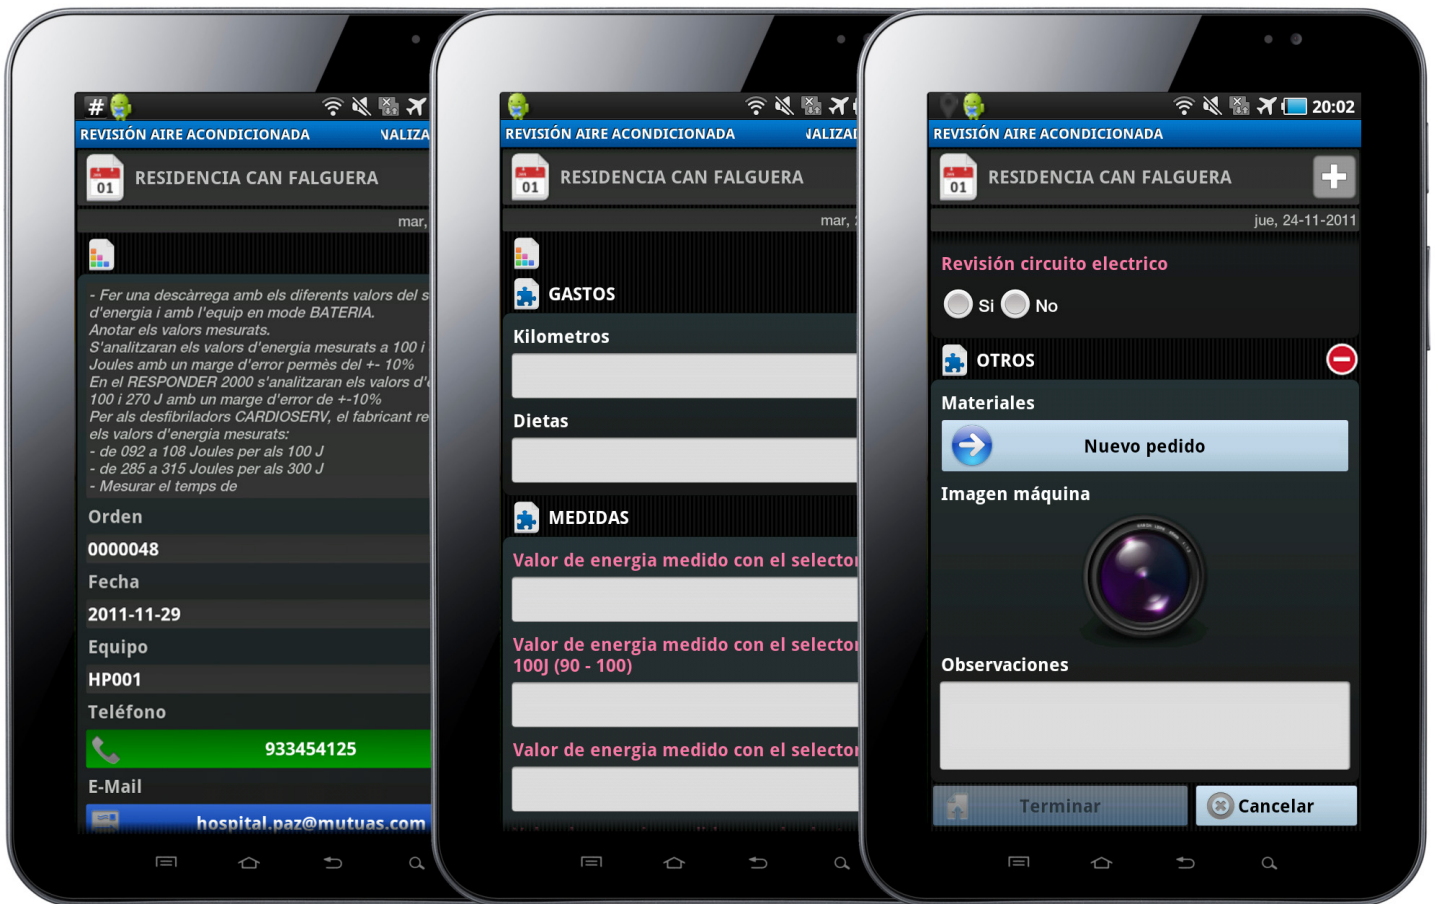 #
REVISIÓN AIRE ACONDICIONADA
01
RESIDENCIA CAN FALGUERA
mar,
- Fer una descàrrega amb els diferents valors del s
d'energia i amb l'equip en mode BATERIA.
Anotar els valors mesurats.
S'analitzaran els valors d'energia mesurats a 100 i
Joules amb un marge d'error permès del +- 10%
En el RESPONDER 2000 s'analitzaran els valors d'
100 i 270 J amb un marge d'error de +-10%
Per als desfibriladors CARDIOSERV, el fabricant re
els valors d'energia mesurats:
- de 092 a 108 Joules per als 100 J
- de 285 a 315 Joules per als 300 J
- Mesurar el temps de
Orden
0000048
Fecha
2011-11-29
Equipo
HP001
Teléfono
933454125
E-Mail
hospital.paz@mutuas.com
REVISIÓN AIRE ACONDICIONADA
01
RESIDENCIA CAN FALGUERA
mar,
GASTOS
Kilometros
Dietas
MEDIDAS
Valor de energia medido con el selector
Valor de energia medido con el selector
100J (90 - 100)
Valor de energia medido con el selector
20:02
REVISIÓN AIRE ACONDICIONADA
01
RESIDENCIA CAN FALGUERA
jue, 24-11-2011
Revisión circuito electrico
Si No
OTROS
Materiales
Nuevo pedido
Imagen máquina
Observaciones
Terminar
Cancelar